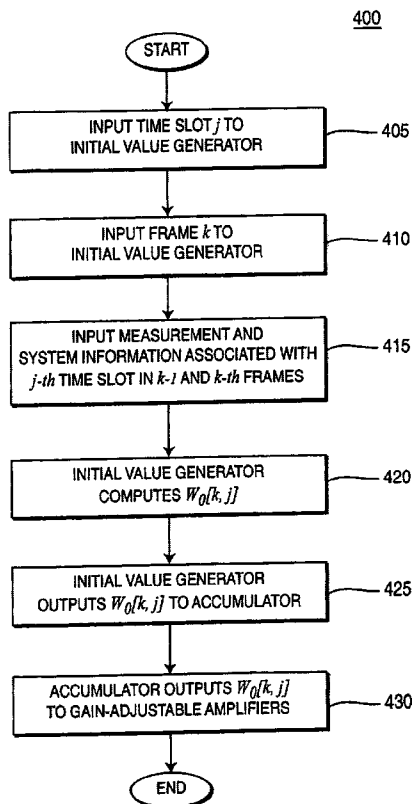 400
START
INPUT TIME SLOT j TO
INITIAL VALUE GENERATOR
405
INPUT FRAME k TO
INITIAL VALUE GENERATOR
410
INPUT MEASUREMENT AND
SYSTEM INFORMATION ASSOCIATED WITH
j-th TIME SLOT IN k-1 AND k-th FRAMES
415
INITIAL VALUE GENERATOR
COMPUTES W0[k, j]
420
INITIAL VALUE GENERATOR
OUTPUTS W0[k, j] TO ACCUMULATOR
425
ACCUMULATOR OUTPUTS W0[k, j]
TO GAIN-ADJUSTABLE AMPLIFIERS
430
END